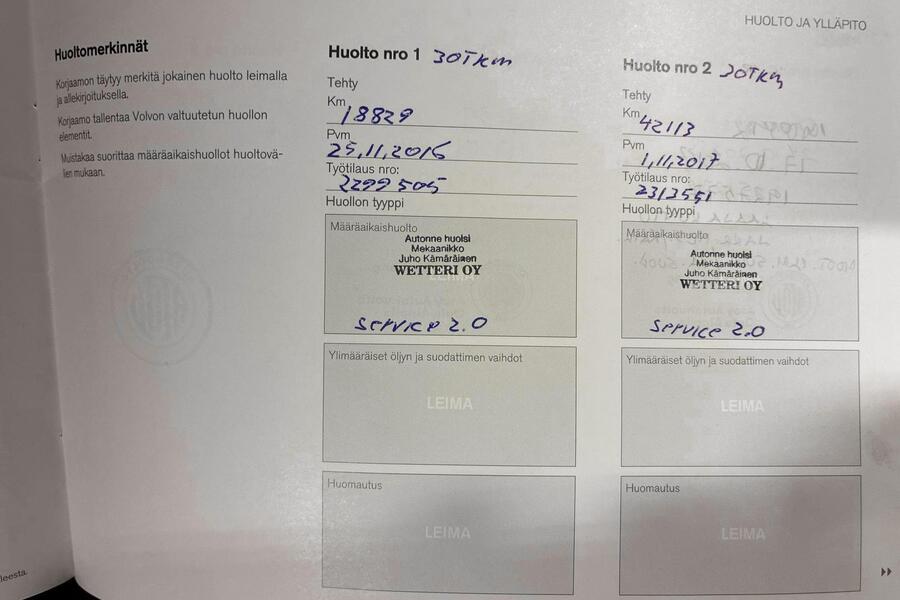 HUOLTO JA YLLÄPITO
Huoltomerkinnät
Korjaamon täytyy merkitä jokainen huolto leimalla
ja allekirjoituksella.
Korjaamo tallentaa Volvon valtuutetun huollon
elementit.
Muistakaa suorittaa määräaikaishuollot huoltovä-
lien mukaan.
leesta.
Huolto nro 1 30TKm
Tehty
Km 18829
Pvm
25,11,2016
Työtilaus nro:
2299505
Huollon tyyppi
Määräaikaishuolto
Autonne huolsi
Mekaanikko
Juho Kämäräinen
WETTERI OY
service 2.0
Ylimääräiset öljyn ja suodattimen vaihdot
LEIMA
Huomautus
LEIMA
Huolto nro 2 30TKm
Tehty
Km 42113
Pvm
1,11,2017
Työtilaus nro:
2313551
Huollon tyyppi
Määräaikaishuolto
Autonne huolsi
Mekaanikko
Juho Kämäräinen
WETTERI OY
service 2.0
Ylimääräiset öljyn ja suodattimen vaihdot
LEIMA
Huomautus
LEIMA